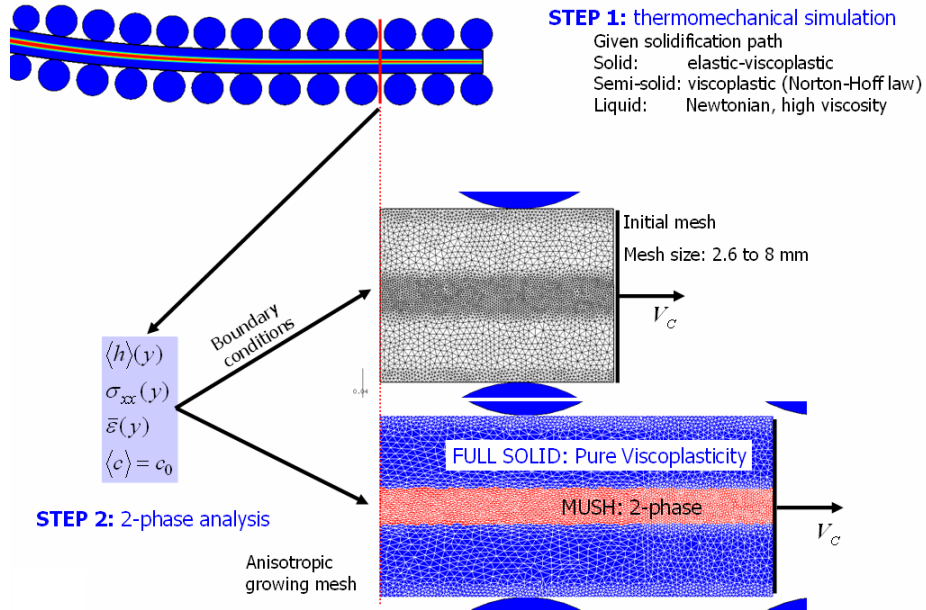 STEP 1: thermomechanical simulation
Given solidification path
Solid: elastic-viscoplastic
Semi-solid: viscoplastic (Norton-Hoff law)
Liquid: Newtonian, high viscosity
Initial mesh
Mesh size: 2.6 to 8 mm
V_C
Boundary
conditions
0.04
⟨h⟩(y)
σ_xx(y)
ε̄(y)
⟨c⟩ = c_0
FULL SOLID: Pure Viscoplasticity
MUSH: 2-phase
V_C
STEP 2: 2-phase analysis
Anisotropic
growing mesh